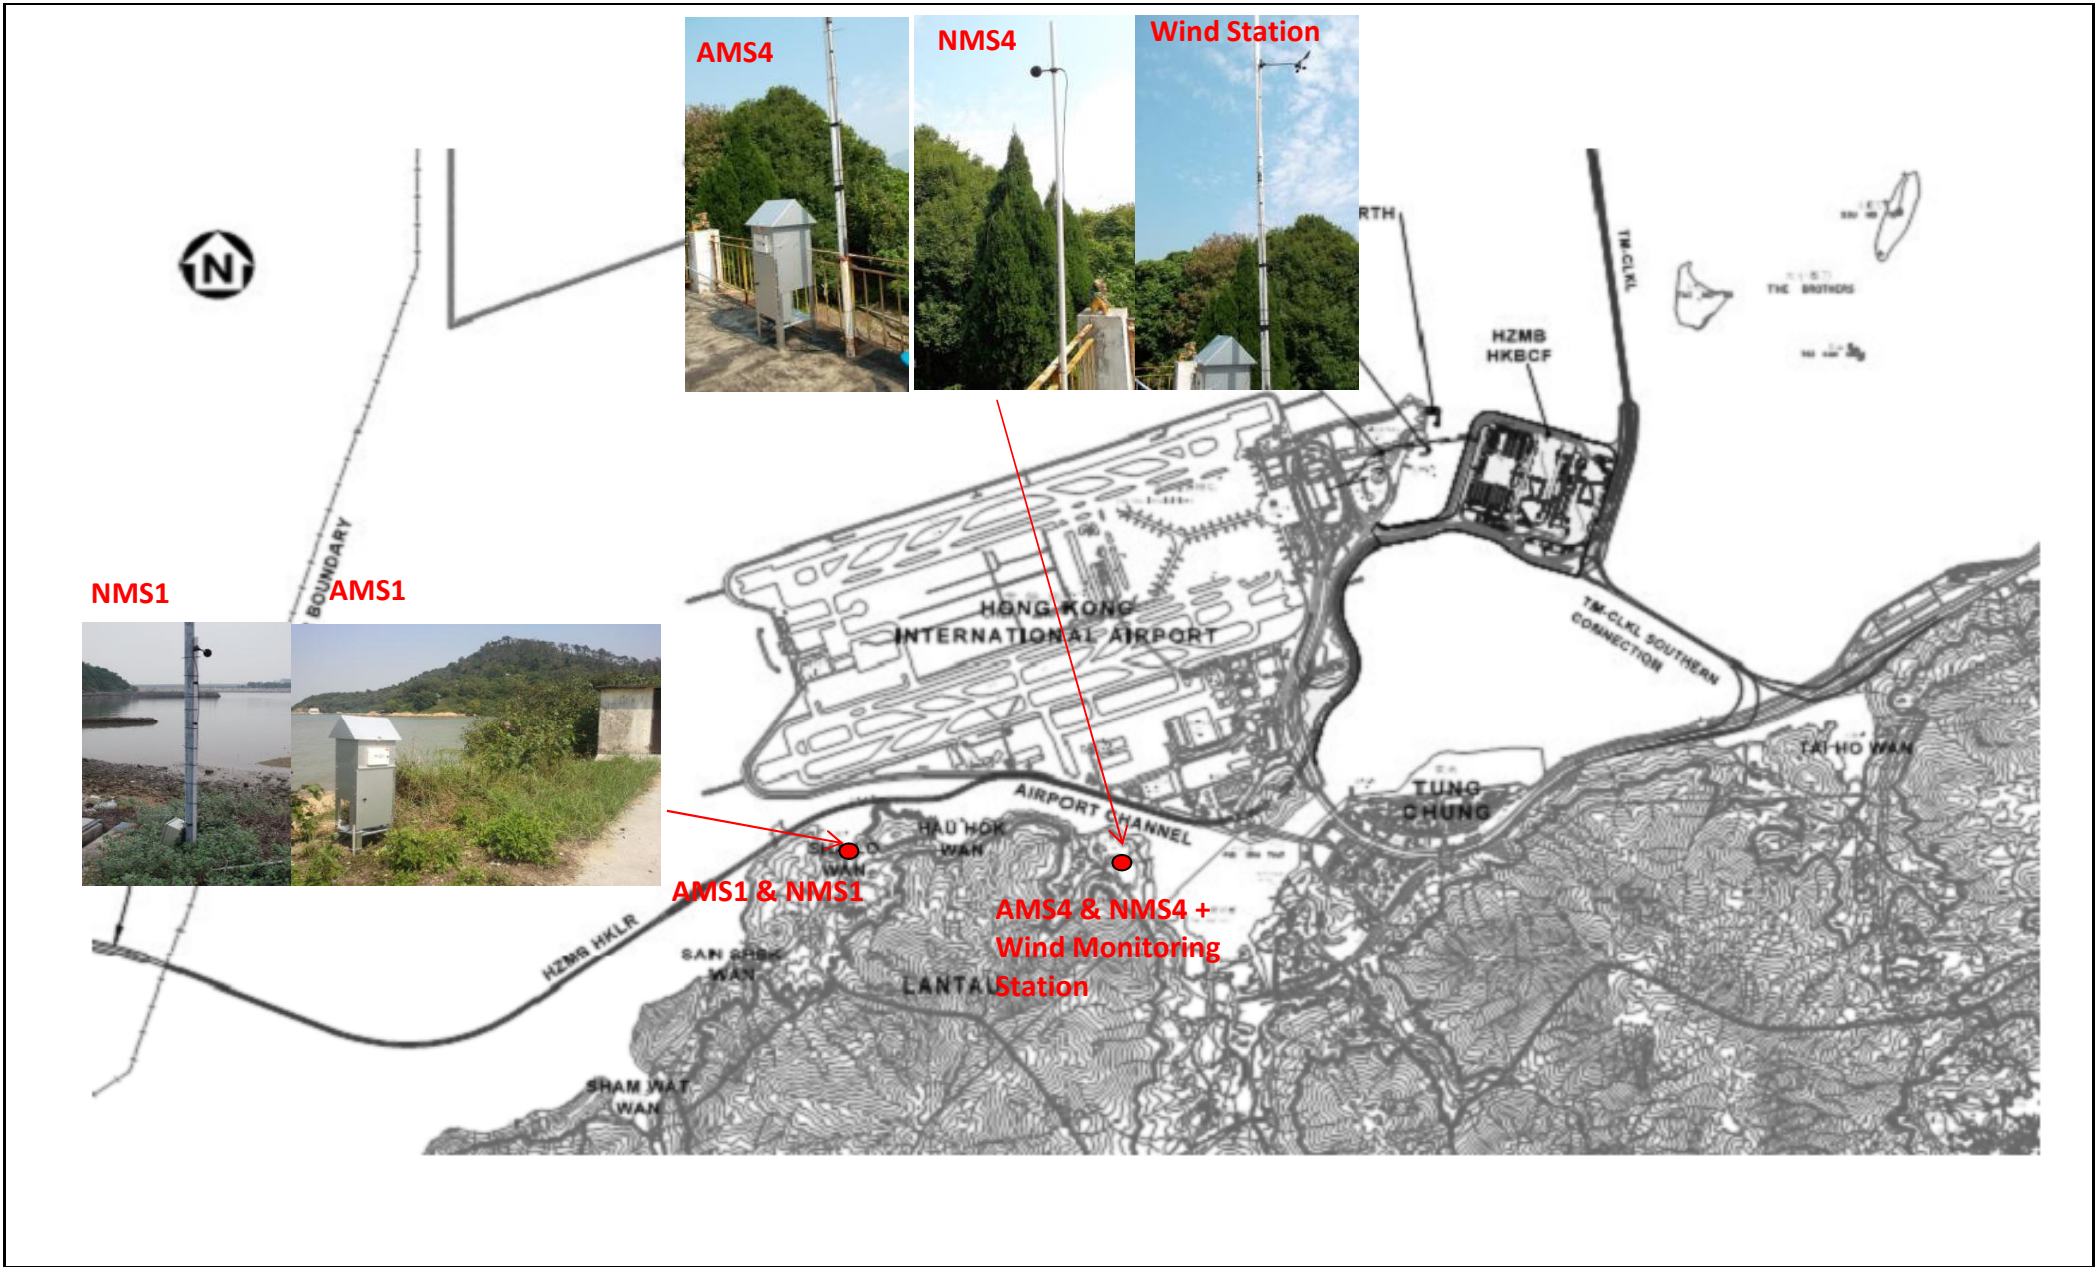 AMS4
NMS4
Wind Station
N
RTH
TM-CLKL
THE BROTHERS
HZMB
HKBCF
BOUNDARY
NMS1
AMS1
HONG KONG
INTERNATIONAL AIRPORT
TM-CLKL SOUTHERN
CONNECTION
TAI HO WAN
TUNG
CHUNG
AIRPORT CHANNEL
HAU HOK
WAN
WAN
AMS1 & NMS1
AMS4 & NMS4 +
Wind Monitoring
Station
HZMB HKLR
WAN
LANTAU
SHAM WAT
WAN